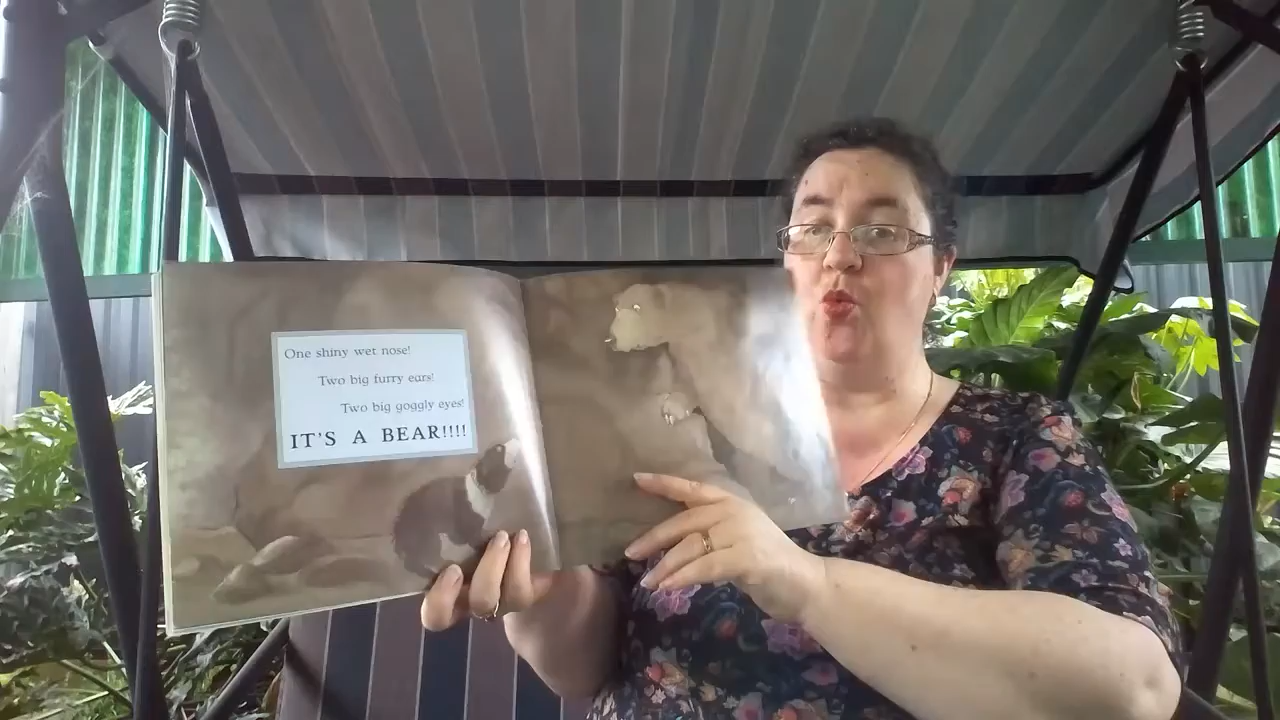 One shiny wet nose!
Two big furry ears!
Two big goggly eyes!
IT'S A BEAR!!!!